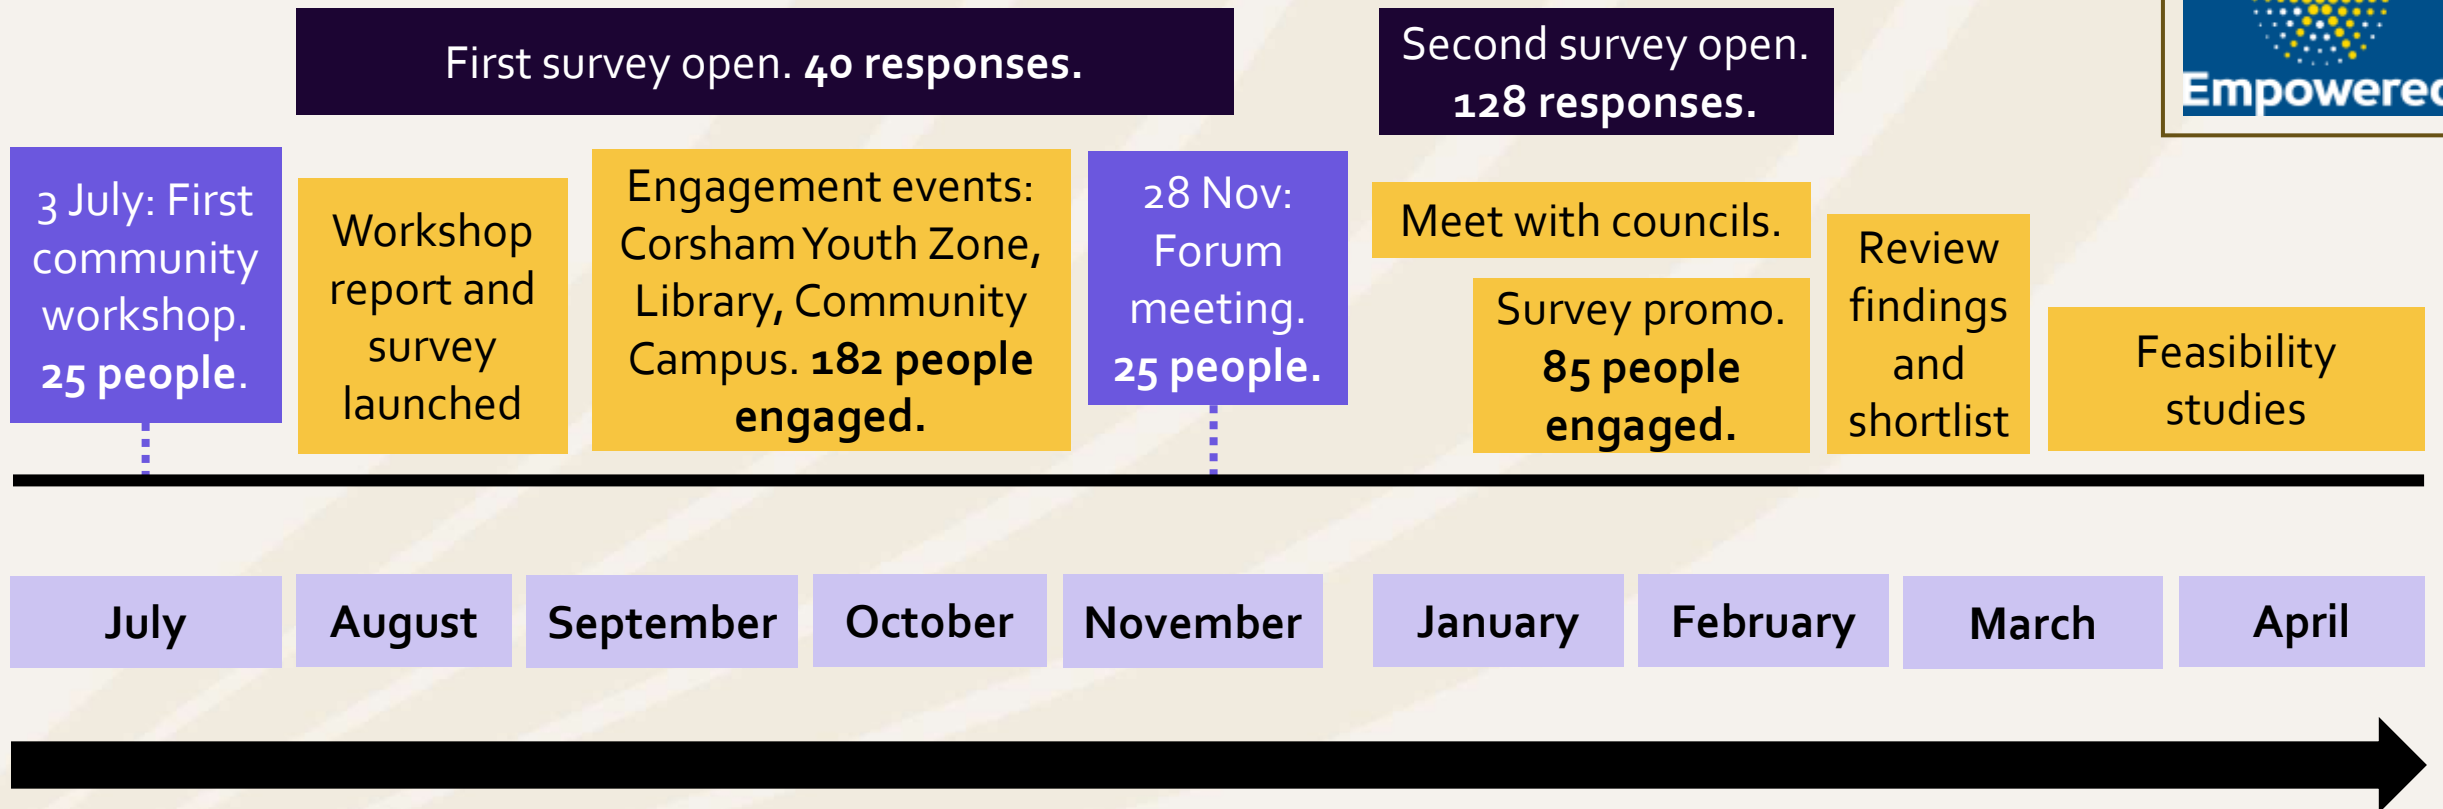 First survey open. 40 responses.
Second survey open.
128 responses.
Empowered
3 July: First
community
workshop.
25 people.
Workshop
report and
survey
launched
Engagement events:
Corsham Youth Zone,
Library, Community
Campus. 182 people
engaged.
28 Nov:
Forum
meeting.
25 people.
Meet with councils.
Survey promo.
85 people
engaged.
Review
findings
and
shortlist
Feasibility
studies
July
August
September
October
November
January
February
March
April